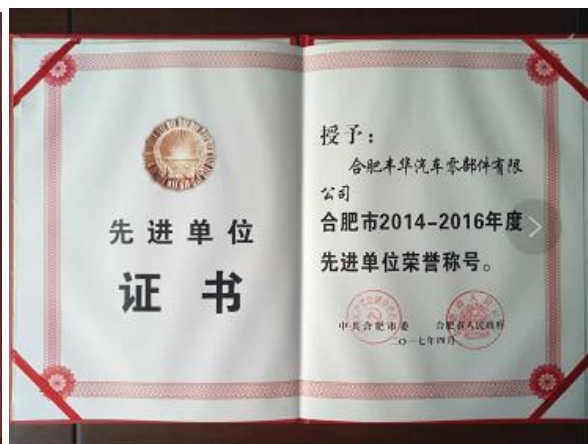 先进单位
证书
授予：
合肥丰华汽车零部件有限
公司
合肥市2014-2016年度
先进单位荣誉称号。
中共合肥市委 合肥市人民政府
二〇一七年四月